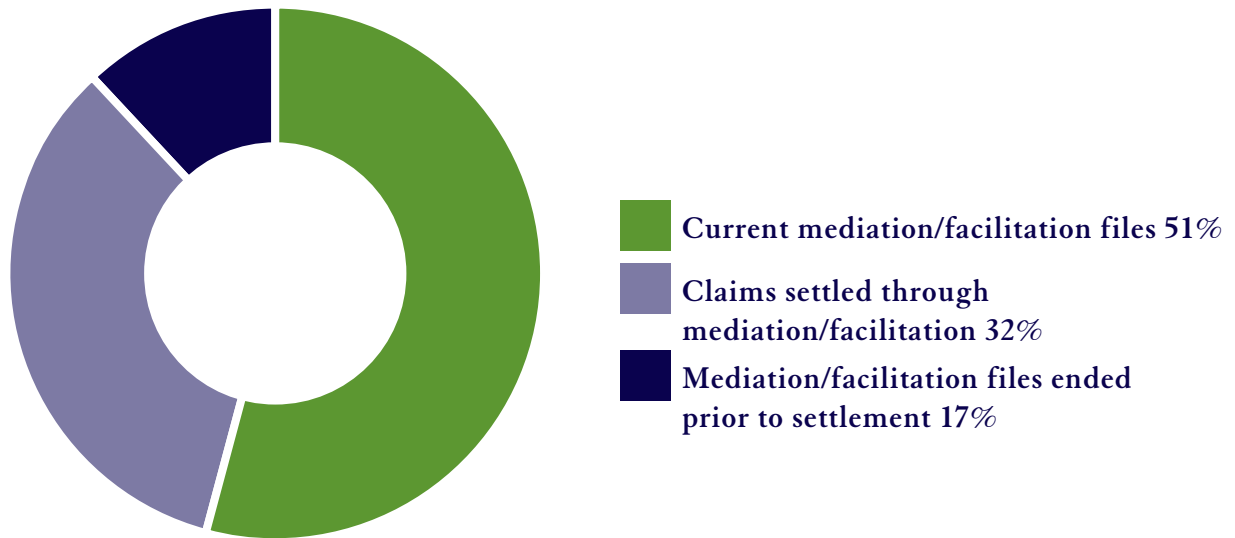 Current mediation/facilitation files 51%
Claims settled through
mediation/facilitation 32%
Mediation/facilitation files ended
prior to settlement 17%